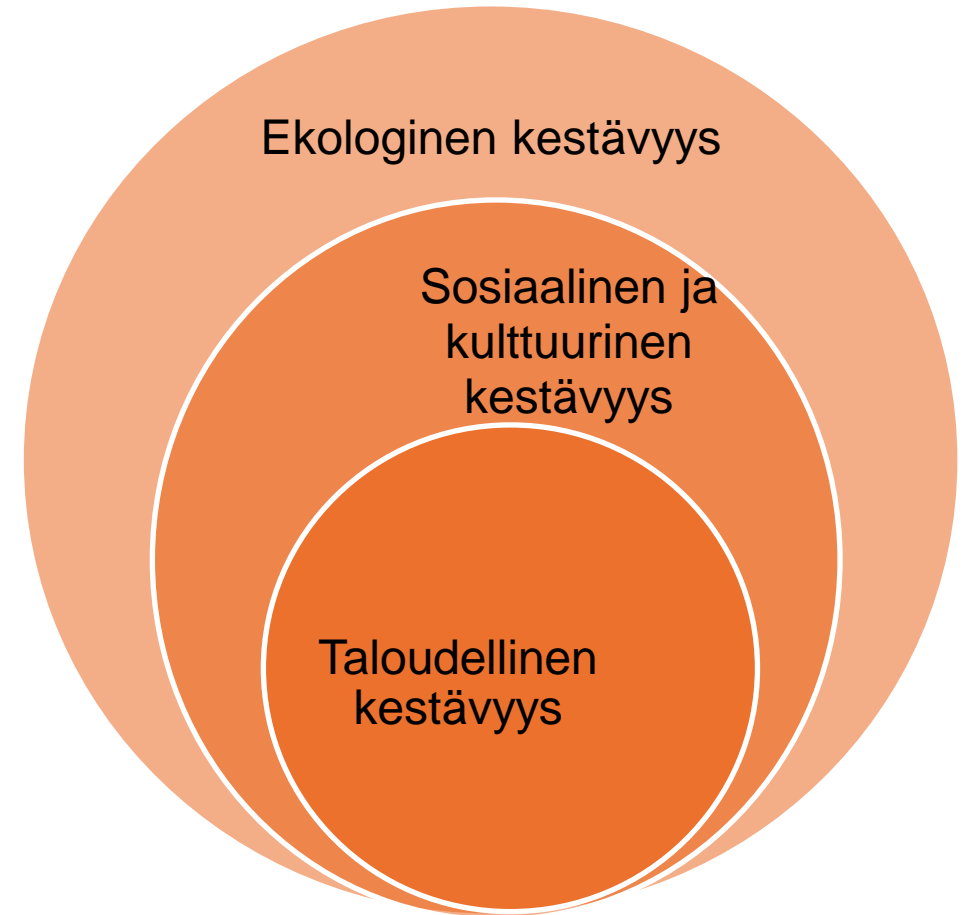 Ekologinen kestävyys
Sosiaalinen ja
kulttuurinen
kestävyys
Taloudellinen
kestävyys